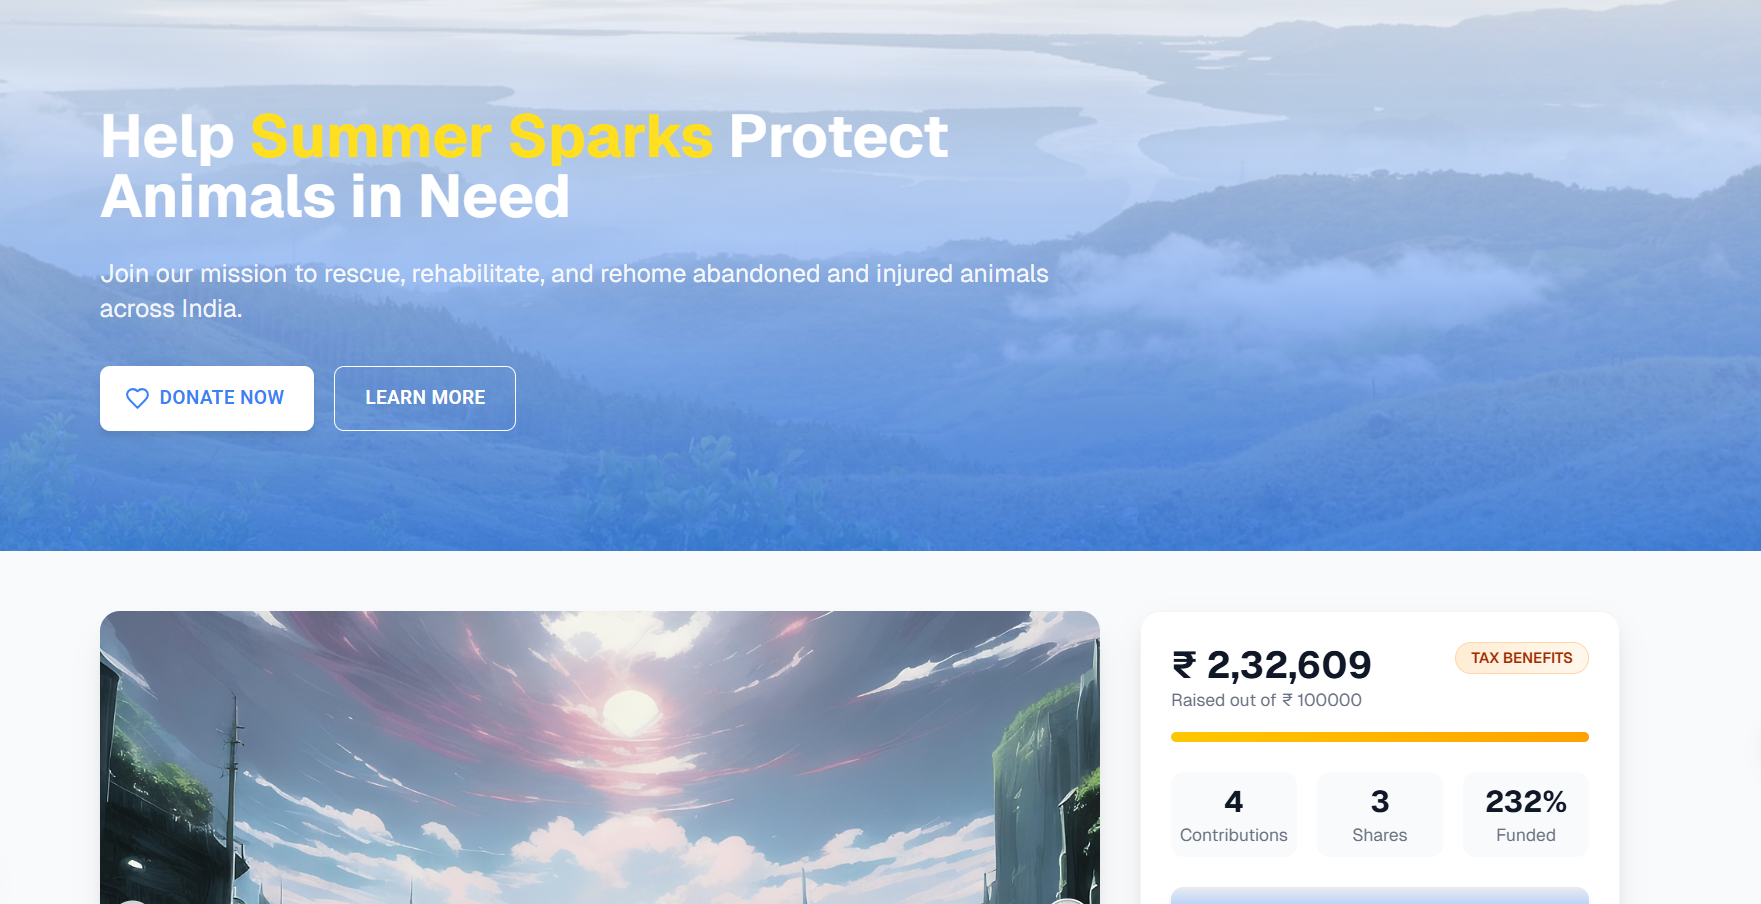 Help Summer Sparks Protect
Animals in Need
Join our mission to rescue, rehabilitate, and rehome abandoned and injured animals
across India.
DONATE NOW
LEARN MORE
₹ 2,32,609
TAX BENEFITS
Raised out of ₹ 100000
4
Contributions
3
Shares
232%
Funded